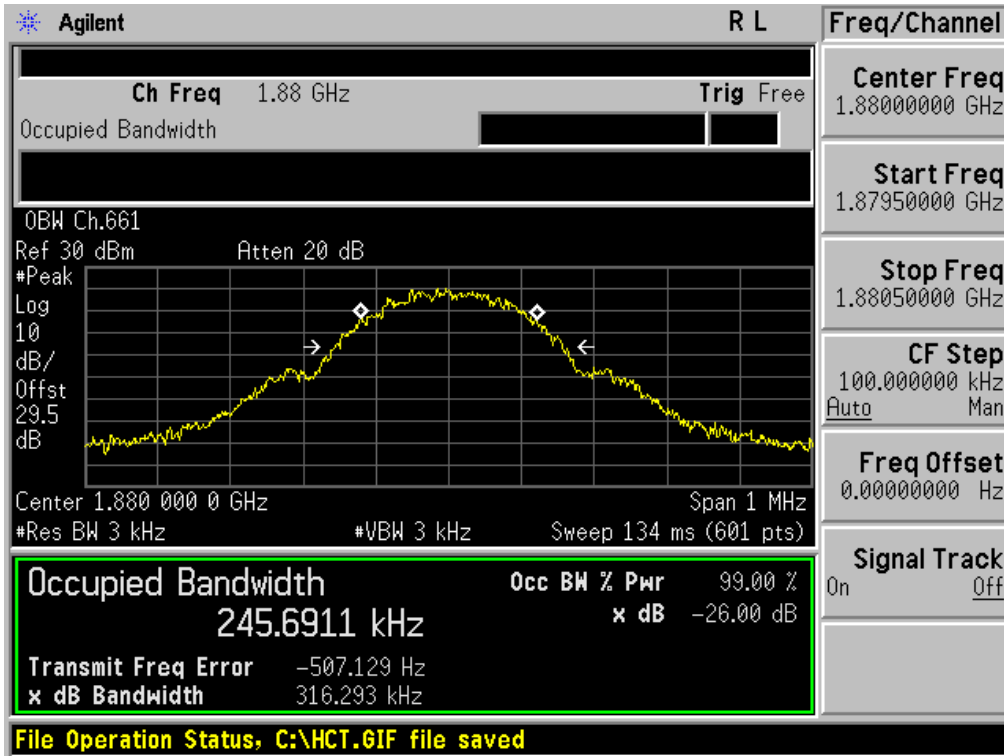 Agilent R L Freq/Channel
Ch Freq 1.88 GHz Trig Free
Occupied Bandwidth
Center Freq
1.88000000 GHz
Start Freq
1.87950000 GHz
Stop Freq
1.88050000 GHz
CF Step
100.000000 kHz
Auto Man
Freq Offset
0.00000000 Hz
Signal Track
On Off
OBW Ch.661
Ref 30 dBm Atten 20 dB
#Peak
Log
10
dB/
Offst
29.5
dB
Center 1.880 000 0 GHz Span 1 MHz
#Res BW 3 kHz #VBW 3 kHz Sweep 134 ms (601 pts)
Occupied Bandwidth Occ BW % Pwr 99.00 %
245.6911 kHz x dB -26.00 dB
Transmit Freq Error -507.129 Hz
x dB Bandwidth 316.293 kHz
File Operation Status, C:\HCT.GIF file saved